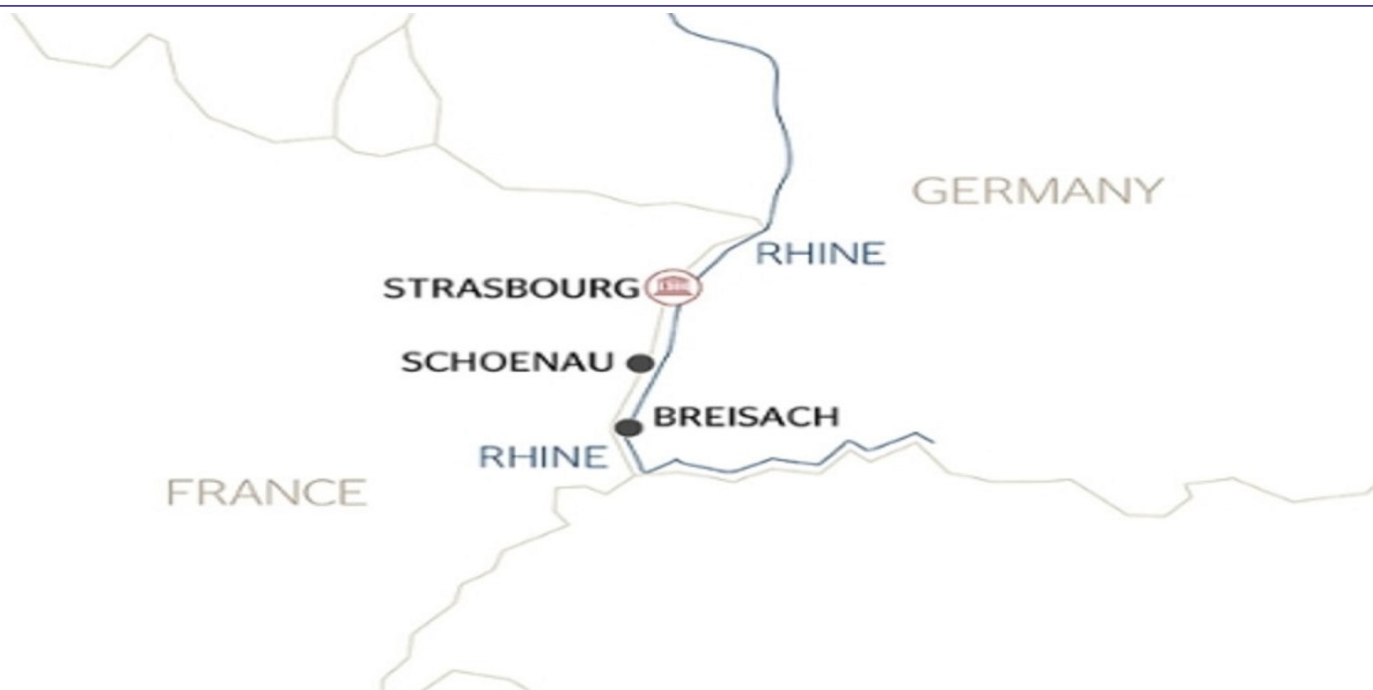 GERMANY
RHINE
STRASBOURG
SCHOENAU
BREISACH
RHINE
FRANCE